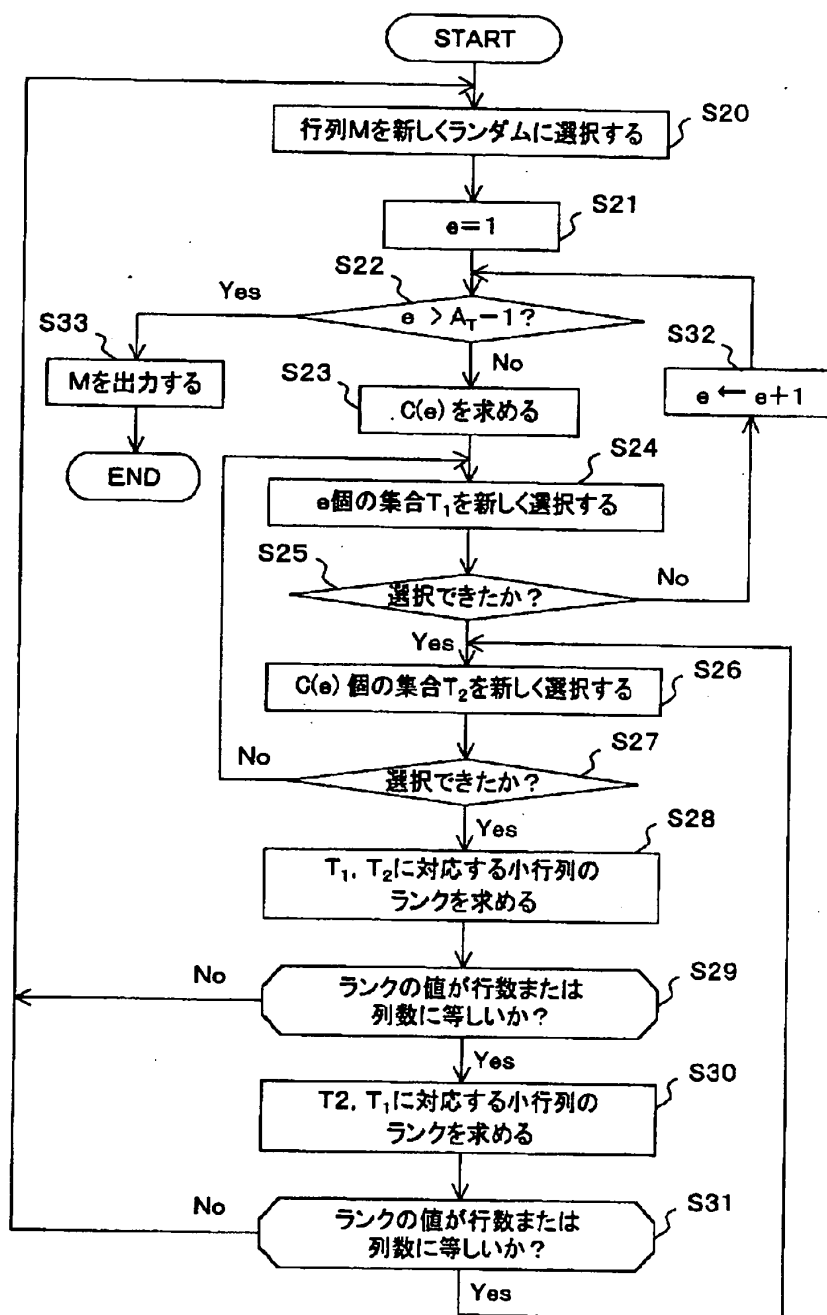 START
行列Mを新しくランダムに選択する
S20
e=1
S21
S22
Yes
e > A_T-1?
No
S33
Mを出力する
END
S23
C(e)を求める
S32
e ← e+1
S24
e個の集合T₁を新しく選択する
S25
選択できたか?
No
Yes
C(e)個の集合T₂を新しく選択する
S26
No
選択できたか?
S27
Yes
S28
T₁, T₂に対応する小行列の
ランクを求める
No
ランクの値が行数または
列数に等しいか?
S29
Yes
S30
T2, T₁に対応する小行列の
ランクを求める
No
ランクの値が行数または
列数に等しいか?
S31
Yes